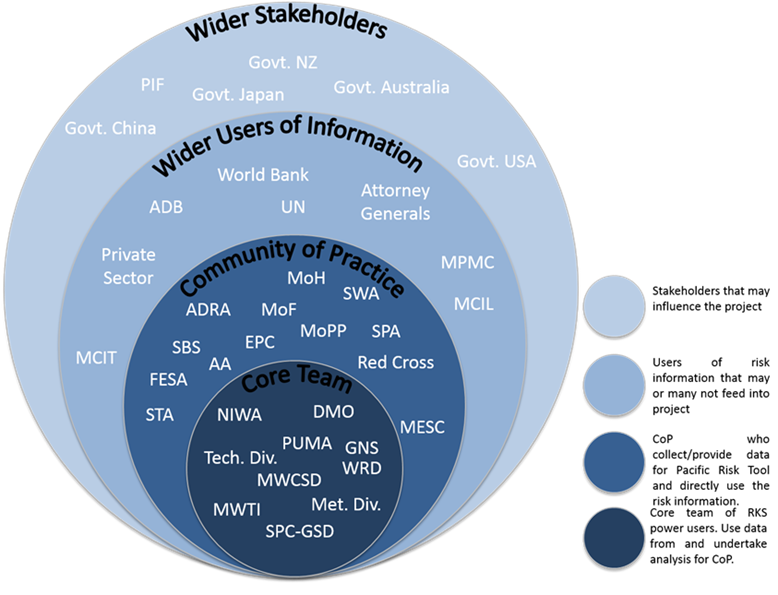 Wider Stakeholders
Govt. NZ
PIF
Govt. Japan
Govt. Australia
Govt. China
Govt. USA
Wider Users of Information
World Bank
Attorney
Generals
ADB
UN
Private
Sector
MPMC
MCIL
MCIT
Community of Practice
MoH
SWA
ADRA
MoF
MoPP
SPA
SBS
EPC
AA
Red Cross
FESA
STA
MESC
Core Team
NIWA
DMO
PUMA
GNS
Tech. Div.
WRD
MWCSD
MWTI
Met. Div.
SPC-GSD
Stakeholders that may
influence the project
Users of risk
information that may
or many not feed into
project
CoP who
collect/provide data
for Pacific Risk Tool
and directly use the
risk information.
Core team of RKS
power users. Use data
from and undertake
analysis for CoP.